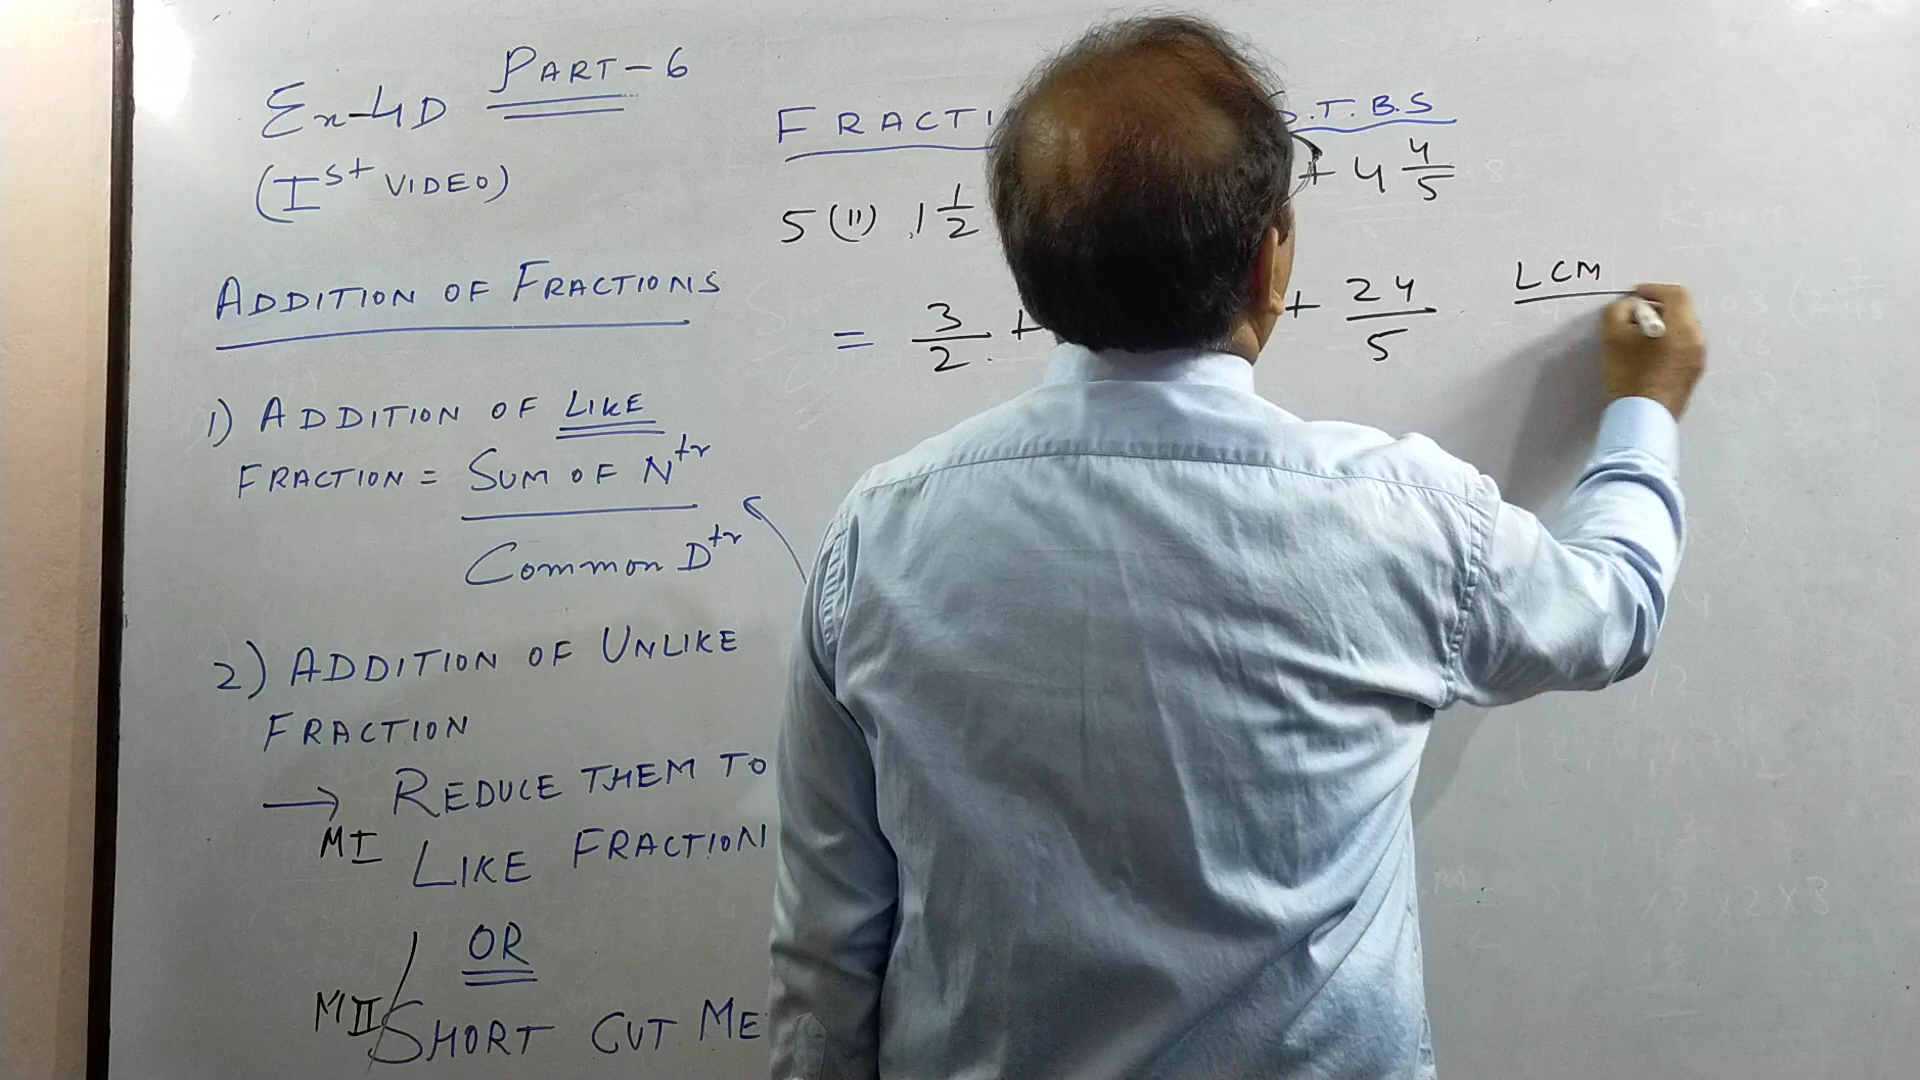 Ex-4D PART-6
(Ist VIDEO)
ADDITION OF FRACTIONS
1) ADDITION OF LIKE
FRACTION = SUM OF Ntr
Common Dtr
2) ADDITION OF UNLIKE
FRACTION
→ REDUCE THEM TO
MI LIKE FRACTION
OR
MII SHORT CUT ME
FRACTI S.T.B.S
5 (II) 1 1/2 + 4 4/5
= 3/2 + + 24/5
LCM